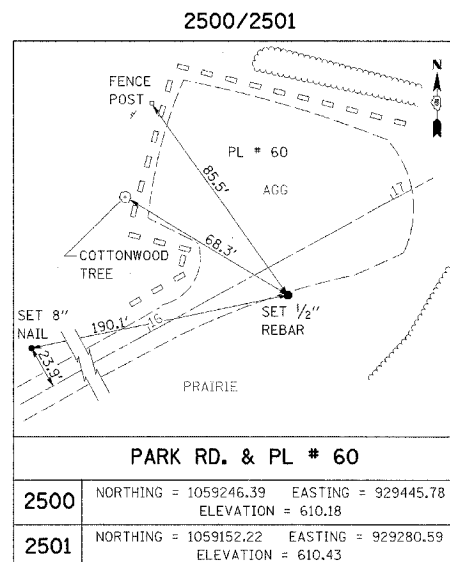 2500/2501
N
FENCE
POST
PL # 60
AGG
85.5'
17
68.3'
COTTONWOOD
TREE
SET 8"
NAIL
190.1'
16
SET 1/2"
REBAR
23.9'
PRAIRIE
PARK RD. & PL # 60
2500 NORTHING = 1059246.39 EASTING = 929445.78
ELEVATION = 610.18
2501 NORTHING = 1059152.22 EASTING = 929280.59
ELEVATION = 610.43